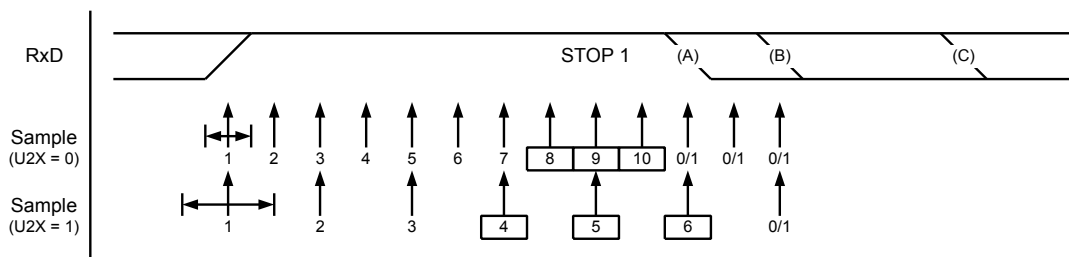 RxD STOP 1 (A) (B) (C)
Sample
(U2X = 0)
1 2 3 4 5 6 7 8 9 10 0/1 0/1 0/1
Sample
(U2X = 1)
1 2 3 4 5 6 0/1